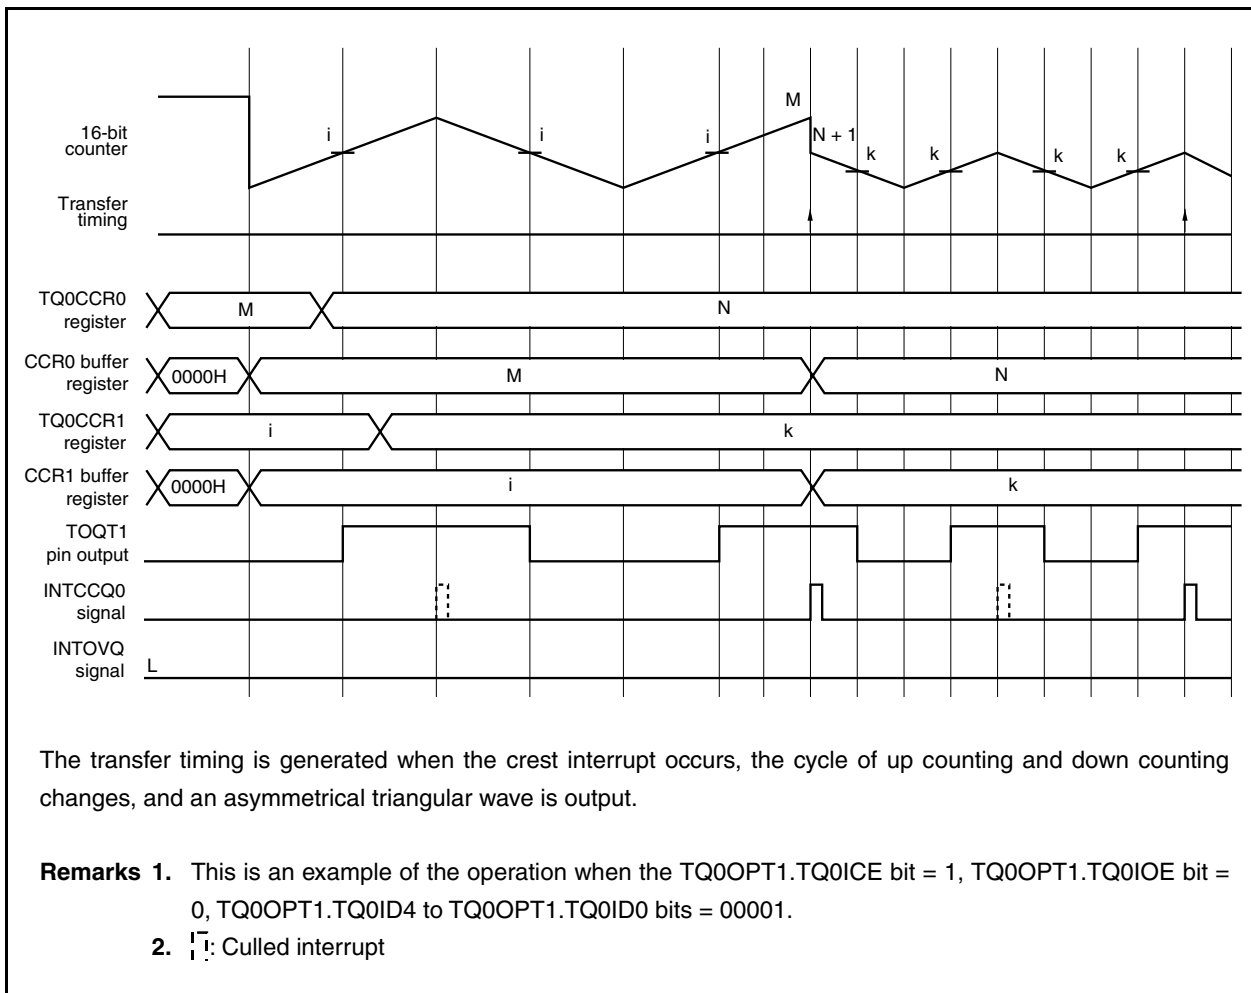 M
i
i
i
N + 1
k
k
k
k
16-bit
counter
Transfer
timing
TQ0CCR0
register
M
N
CCR0 buffer
register
0000H
M
N
TQ0CCR1
register
i
k
CCR1 buffer
register
0000H
i
k
TOQT1
pin output
INTCCQ0
signal
INTOVQ
signal
L
The transfer timing is generated when the crest interrupt occurs, the cycle of up counting and down counting
changes, and an asymmetrical triangular wave is output.
Remarks 1. This is an example of the operation when the TQ0OPT1.TQ0ICE bit = 1, TQ0OPT1.TQ0IOE bit =
0, TQ0OPT1.TQ0ID4 to TQ0OPT1.TQ0ID0 bits = 00001.
2. : Culled interrupt